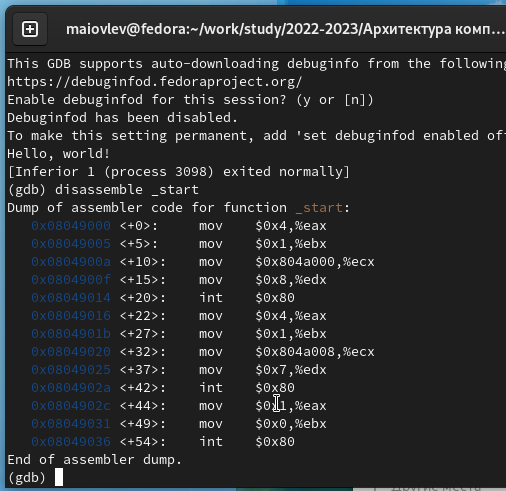 maiovlev@fedora:~/work/study/2022-2023/Архитектура комп...
This GDB supports auto-downloading debuginfo from the following
https://debuginfod.fedoraproject.org/
Enable debuginfod for this session? (y or [n])
Debuginfod has been disabled.
To make this setting permanent, add 'set debuginfod enabled of
Hello, world!
[Inferior 1 (process 3098) exited normally]
(gdb) disassemble _start
Dump of assembler code for function _start:
0x08049000 <+0>: mov $0x4,%eax
0x08049005 <+5>: mov $0x1,%ebx
0x0804900a <+10>: mov $0x804a000,%ecx
0x0804900f <+15>: mov $0x8,%edx
0x08049014 <+20>: int $0x80
0x08049016 <+22>: mov $0x4,%eax
0x0804901b <+27>: mov $0x1,%ebx
0x08049020 <+32>: mov $0x804a008,%ecx
0x08049025 <+37>: mov $0x7,%edx
0x0804902a <+42>: int $0x80
0x0804902c <+44>: mov $0x1,%eax
0x08049031 <+49>: mov $0x0,%ebx
0x08049036 <+54>: int $0x80
End of assembler dump.
(gdb)